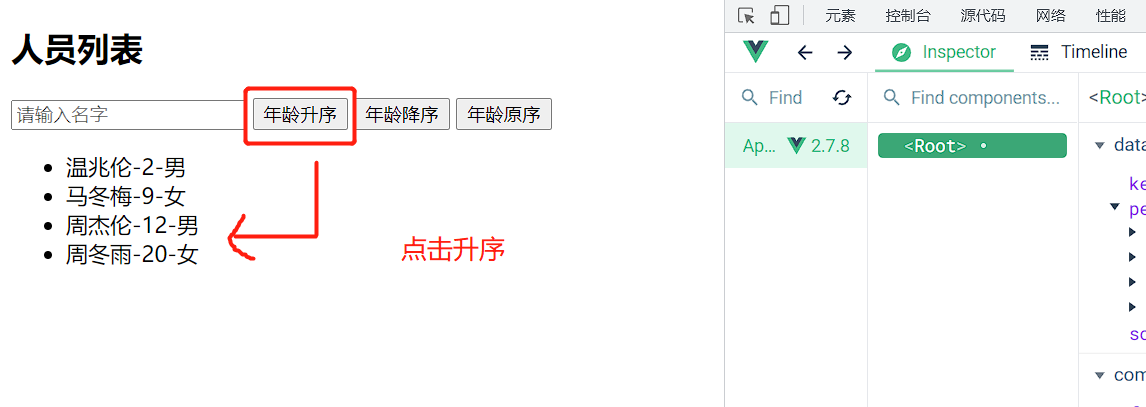 人员列表
请输入名字 年龄升序 年龄降序 年龄原序
温兆伦-2-男
马冬梅-9-女
周杰伦-12-男
周冬雨-20-女
点击升序
元素 控制台 源代码 网络 性能
Inspector Timeline
Find Find components... <Root>
Ap... 2.7.8 <Root> data
ke
pe
so
com